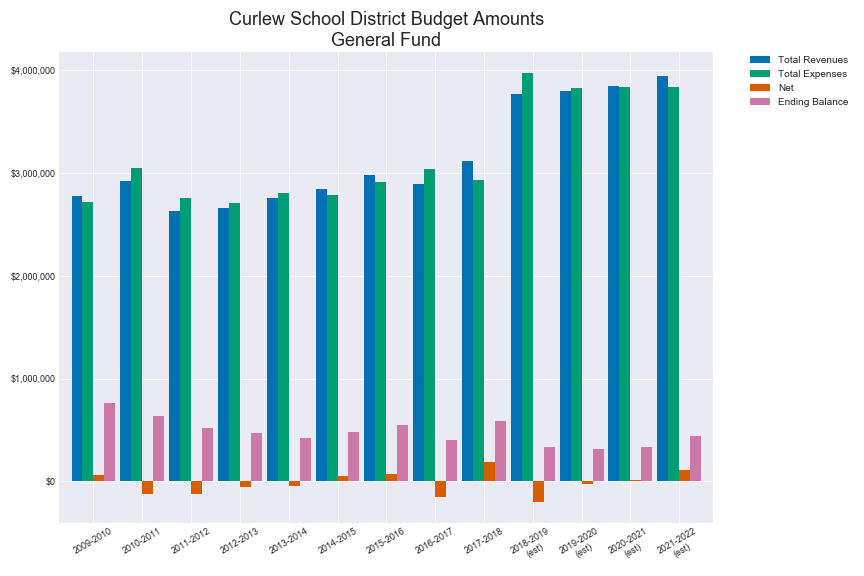 Curlew School District Budget Amounts
General Fund
Total Revenues
Total Expenses
Net
Ending Balance
$4,000,000
$3,000,000
$2,000,000
$1,000,000
$0
2009-2010
2010-2011
2011-2012
2012-2013
2013-2014
2014-2015
2015-2016
2016-2017
2017-2018
2018-2019
(est)
2019-2020
(est)
2020-2021
(est)
2021-2022
(est)